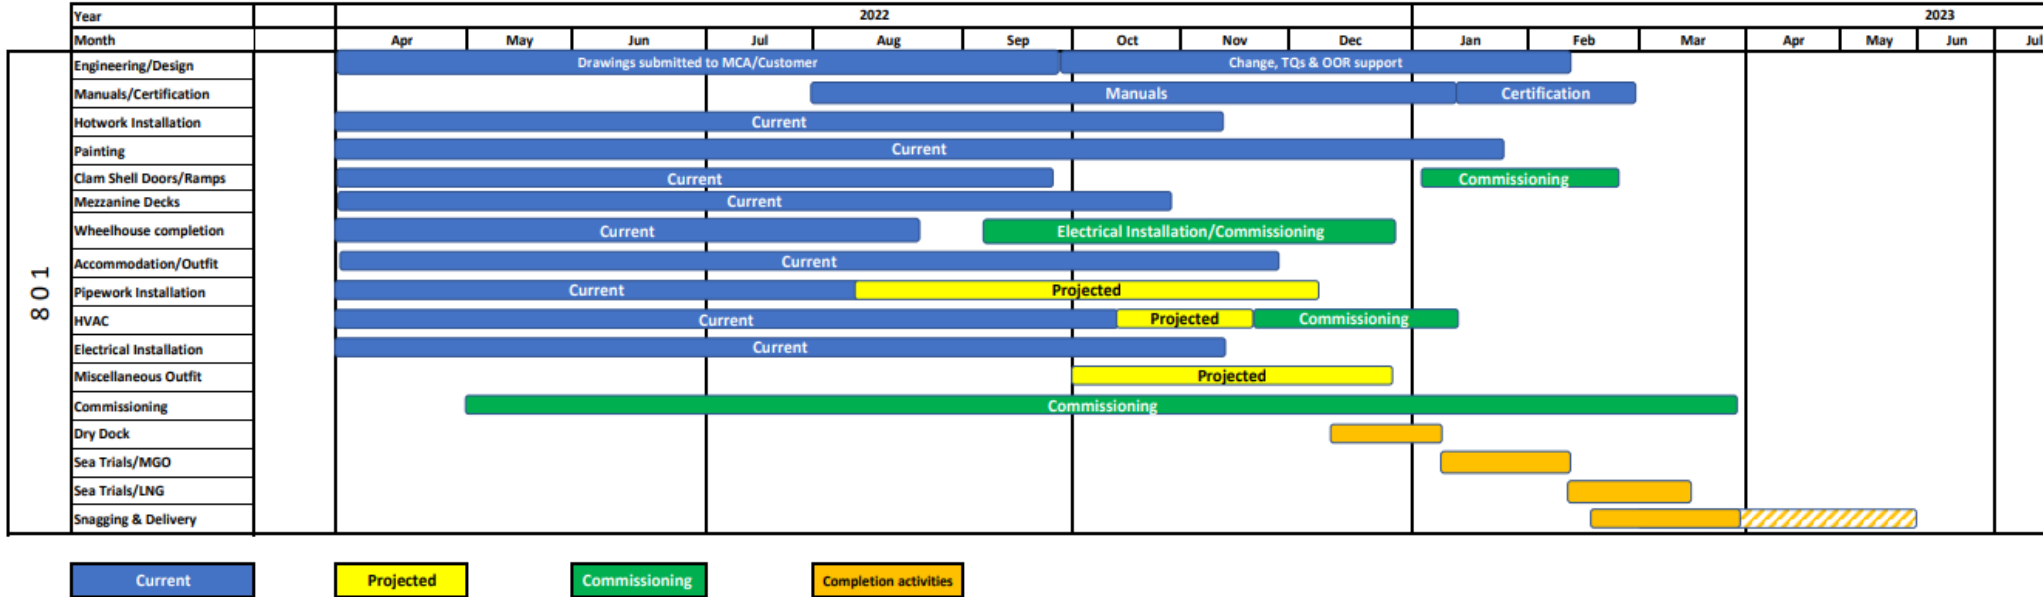 Year 2022 2023
Month Apr May Jun Jul Aug Sep Oct Nov Dec Jan Feb Mar Apr May Jun Jul
801
Engineering/Design Drawings submitted to MCA/Customer Change, TQs & OOR support
Manuals/Certification Manuals Certification
Hotwork Installation Current
Painting Current
Clam Shell Doors/Ramps Current Commissioning
Mezzanine Decks Current
Wheelhouse completion Current Electrical Installation/Commissioning
Accommodation/Outfit Current
Pipework Installation Current Projected
HVAC Current Projected Commissioning
Electrical Installation Current
Miscellaneous Outfit Projected
Commissioning Commissioning
Dry Dock
Sea Trials/MGO
Sea Trials/LNG
Snagging & Delivery
Current Projected Commissioning Completion activities